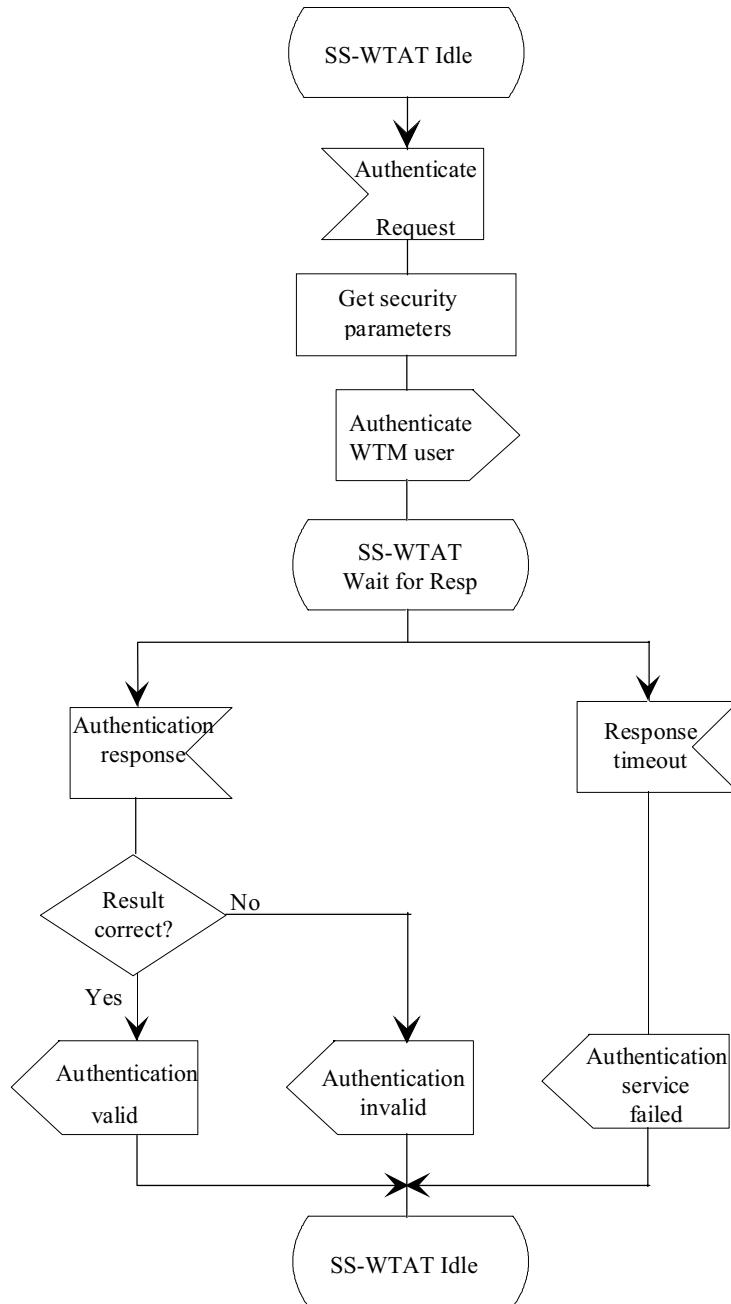 SS-WTAT Idle
Authenticate
Request
Get security
parameters
Authenticate
WTM user
SS-WTAT
Wait for Resp
Authentication
response
Response
timeout
Result
correct?
No
Yes
Authentication
valid
Authentication
invalid
Authentication
service
failed
SS-WTAT Idle